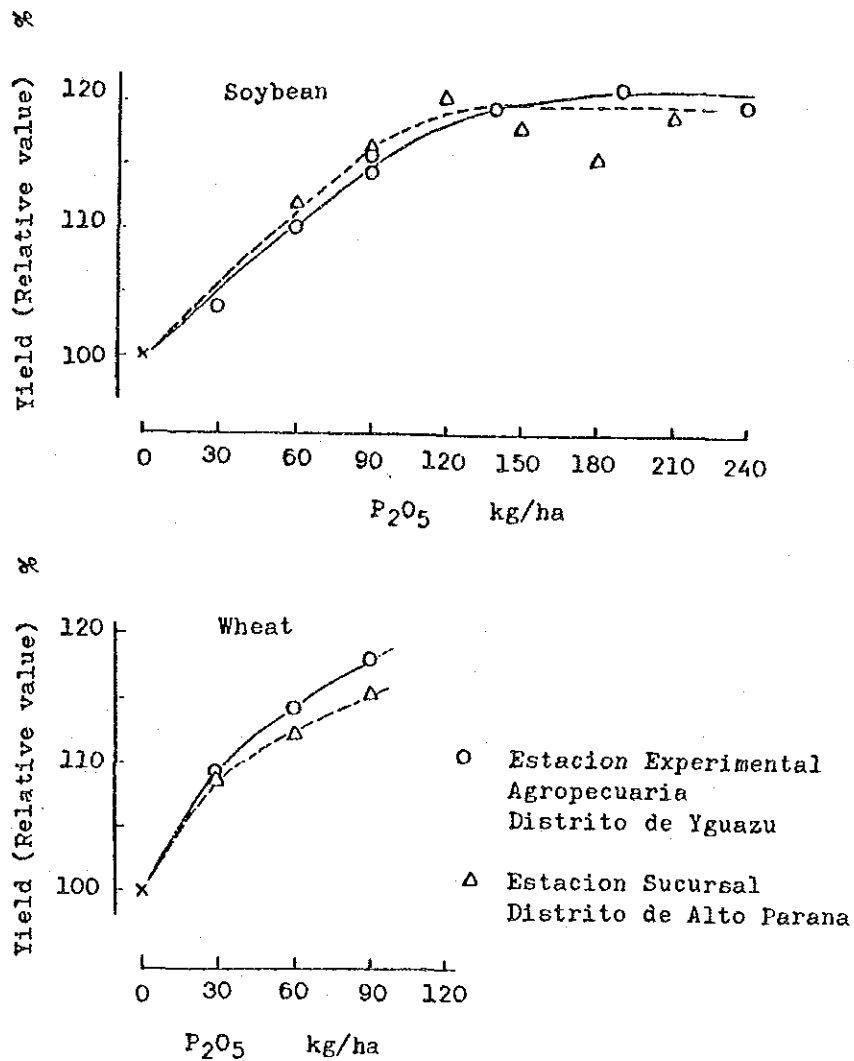 Yield (Relative value) %
Soybean
120
110
100
0 30 60 90 120 150 180 210 240
P₂O₅ kg/ha
Yield (Relative value) %
Wheat
120
110
100
0 30 60 90 120
P₂O₅ kg/ha
O Estacion Experimental
Agropecuaria
Distrito de Yguazu
Δ Estacion Sucursal
Distrito de Alto Parana